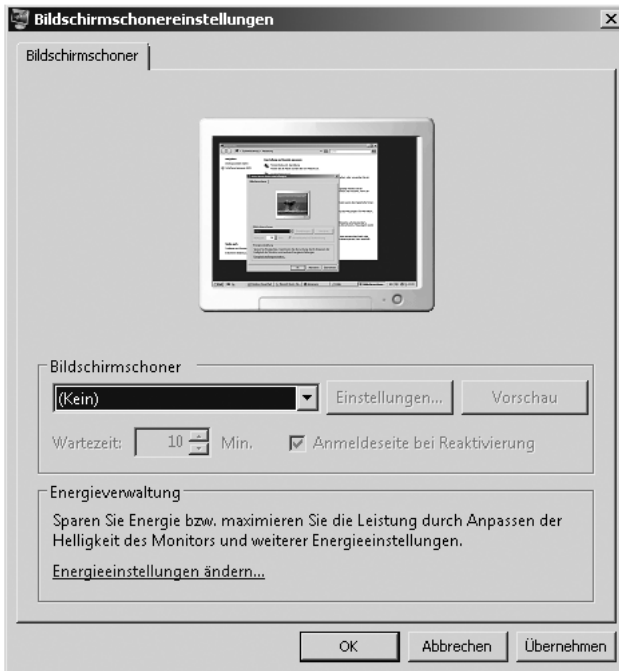 Bildschirmschonereinstellungen
Bildschirmschoner
Bildschirmschoner
(Kein)
Einstellungen...
Vorschau
Wartezeit: 10 Min. Anmeldeseite bei Reaktivierung
Energieverwaltung
Sparen Sie Energie bzw. maximieren Sie die Leistung durch Anpassen der
Helligkeit des Monitors und weiterer Energieeinstellungen.
Energieeinstellungen ändern...
OK
Abbrechen
Übernehmen